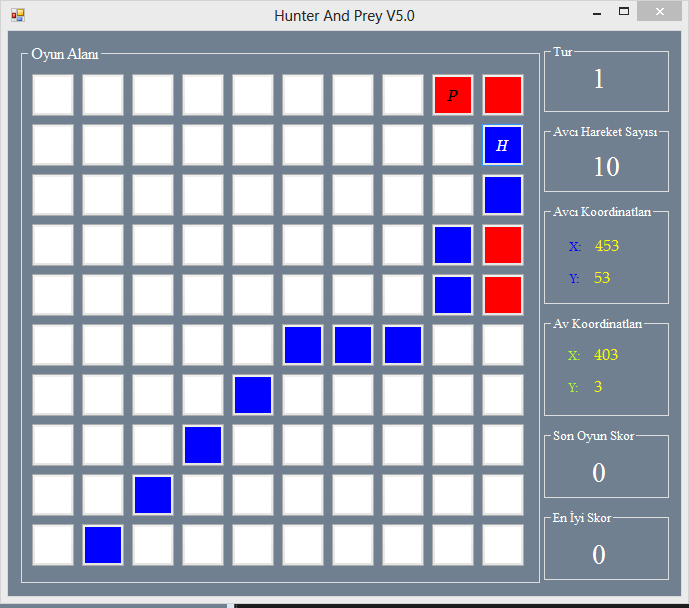 Hunter And Prey V5.0
Oyun Alanı
P
H
Tur
1
Avcı Hareket Sayısı
10
Avcı Koordinatları
X: 453
Y: 53
Av Koordinatları
X: 403
Y: 3
Son Oyun Skor
0
En İyi Skor
0